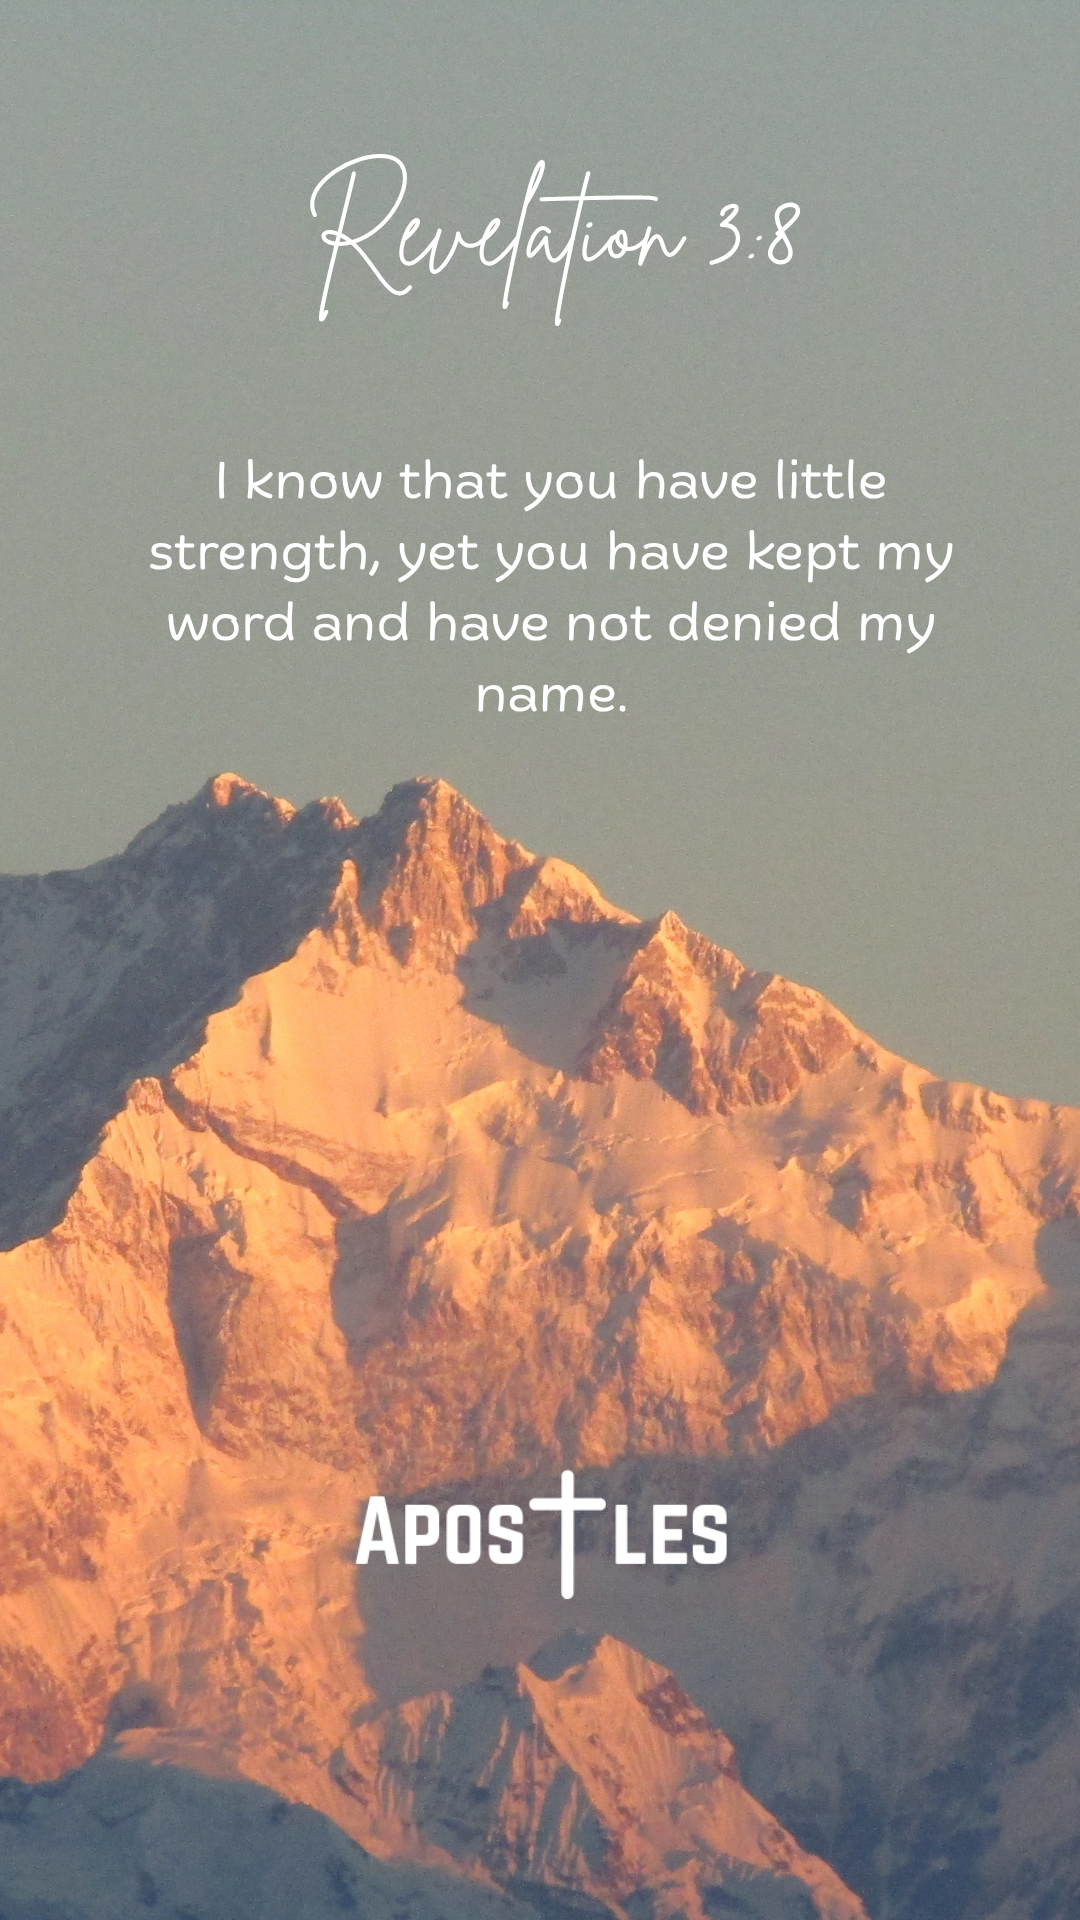 Revelation 3:8
I know that you have little
strength, yet you have kept my
word and have not denied my
name.
APOSTLES